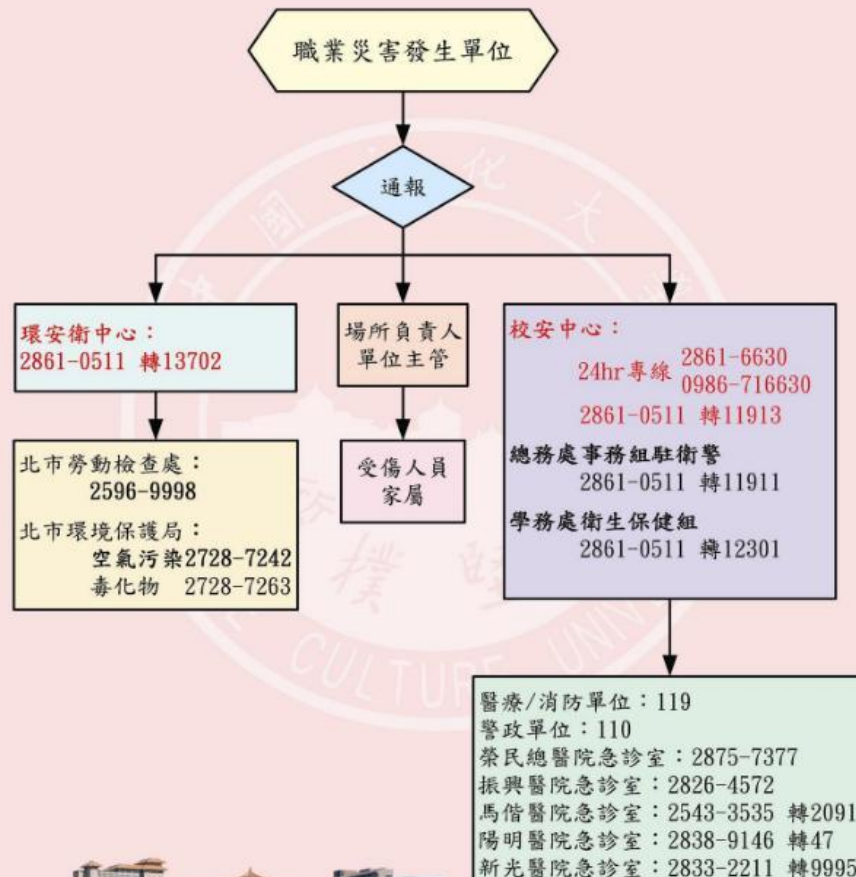 職業災害發生單位
通報
環安衛中心：
2861-0511 轉13702
北市勞動檢查處：
2596-9998
北市環境保護局：
空氣污染2728-7242
毒化物 2728-7263
場所負責人
單位主管
受傷人員
家屬
校安中心：
24hr專線 2861-6630
0986-716630
2861-0511 轉11913
總務處事務組駐衛警
2861-0511 轉11911
學務處衛生保健組
2861-0511 轉12301
醫療/消防單位：119
警政單位：110
榮民總醫院急診室：2875-7377
振興醫院急診室：2826-4572
馬偕醫院急診室：2543-3535 轉2091
陽明醫院急診室：2838-9146 轉47
新光醫院急診室：2833-2211 轉9995
CULTURE UNIV